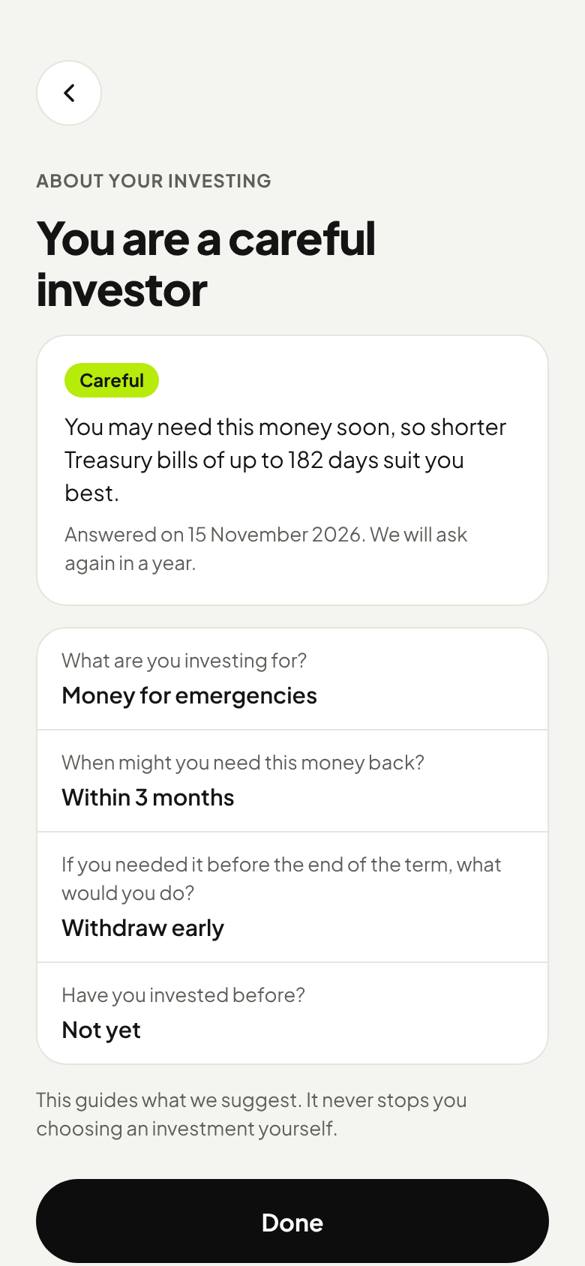 ABOUT YOUR INVESTING
You are a careful
investor
Careful
You may need this money soon, so shorter
Treasury bills of up to 182 days suit you
best.
Answered on 15 November 2026. We will ask
again in a year.
What are you investing for?
Money for emergencies
When might you need this money back?
Within 3 months
If you needed it before the end of the term, what
would you do?
Withdraw early
Have you invested before?
Not yet
This guides what we suggest. It never stops you
choosing an investment yourself.
Done